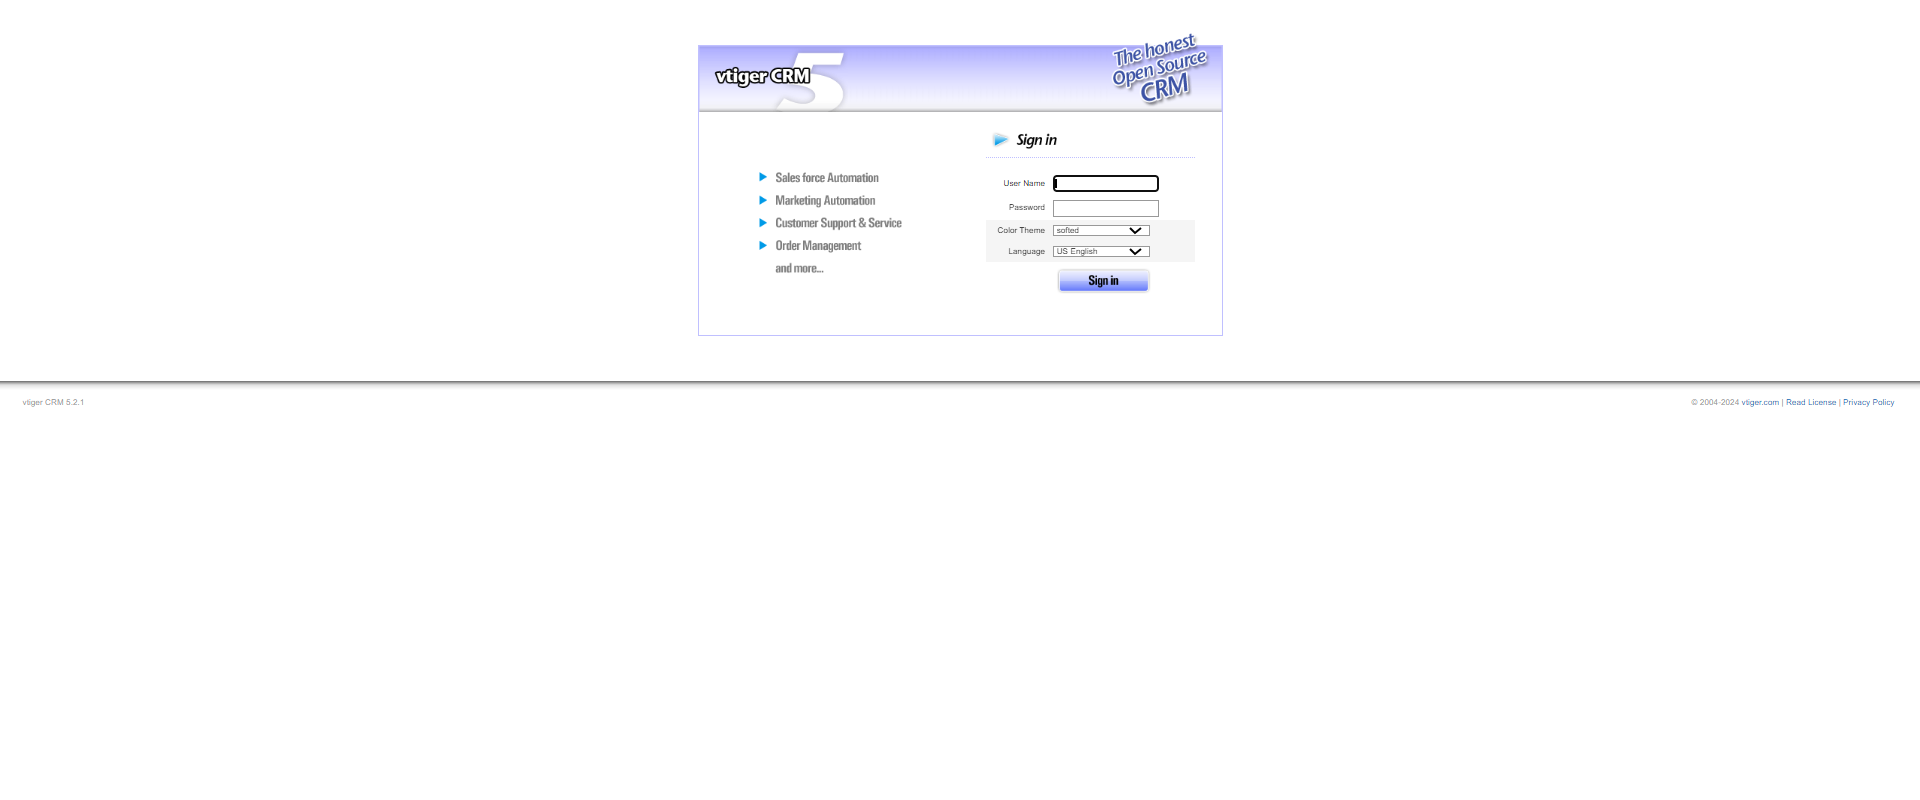 vtiger CRM 5
The honest
Open Source
CRM
Sign in
Sales force Automation
Marketing Automation
Customer Support & Service
Order Management
and more...
User Name
Password
Color Theme softed
Language US English
Sign in
vtiger CRM 5.2.1
© 2004-2024 vtiger.com | Read License | Privacy Policy